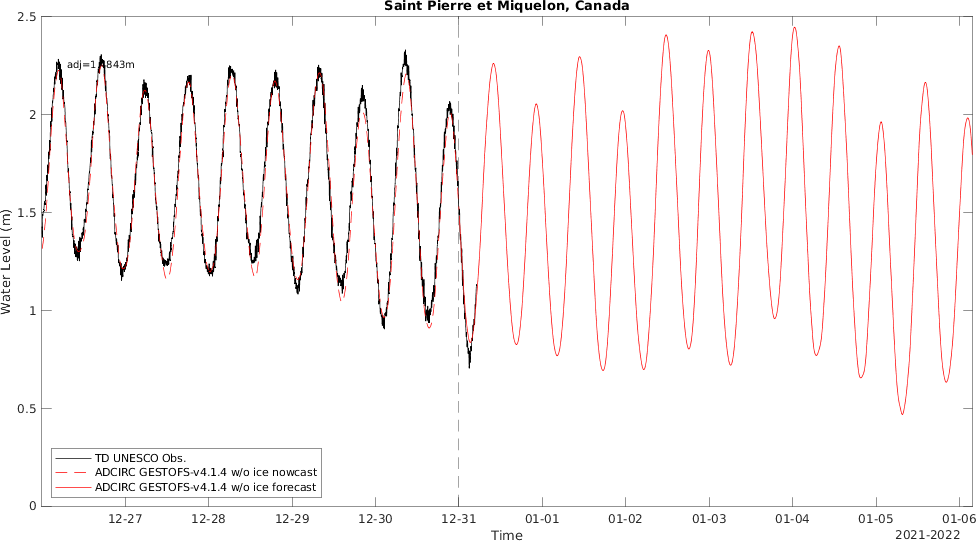 Saint Pierre et Miquelon, Canada
2.5
2
1.5
1
0.5
0
Water Level (m)
TD UNESCO Obs.
ADCIRC GESTOFS-v4.1.4 w/o ice nowcast
ADCIRC GESTOFS-v4.1.4 w/o ice forecast
12-27 12-28 12-29 12-30 12-31 01-01 01-02 01-03 01-04 01-05 01-06
Time
2021-2022